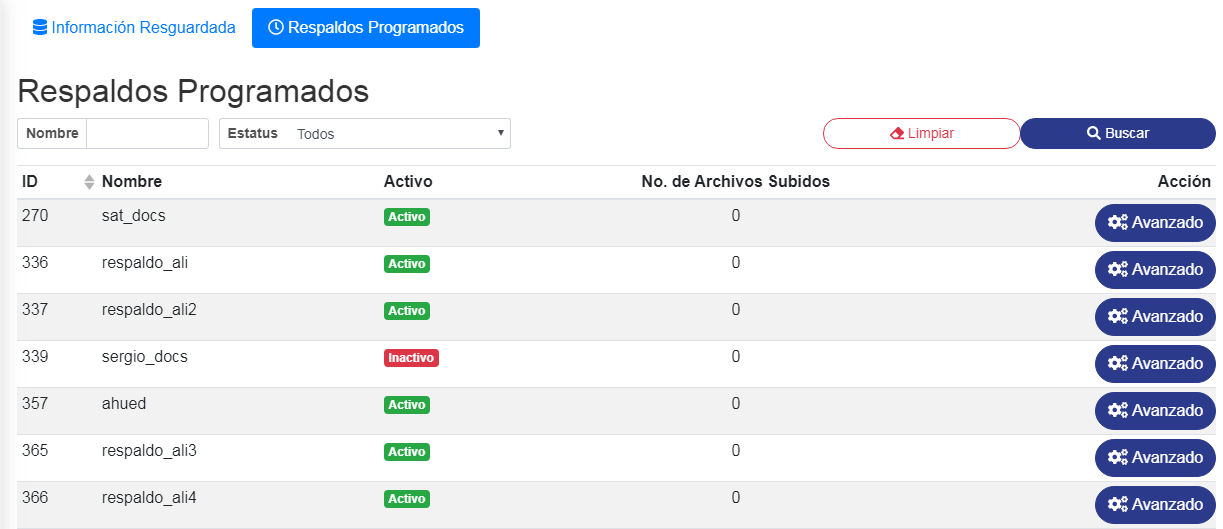 Información Resguardada Respaldos Programados
Respaldos Programados
Nombre Estatus Todos Limpiar Buscar
ID Nombre Activo No. de Archivos Subidos Acción
270 sat_docs Activo 0 Avanzado
336 respaldo_ali Activo 0 Avanzado
337 respaldo_ali2 Activo 0 Avanzado
339 sergio_docs Inactivo 0 Avanzado
357 ahued Activo 0 Avanzado
365 respaldo_ali3 Activo 0 Avanzado
366 respaldo_ali4 Activo 0 Avanzado